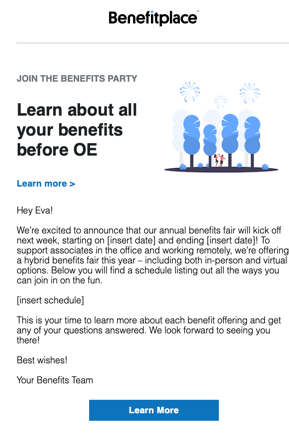 Benefitplace
JOIN THE BENEFITS PARTY
Learn about all
your benefits
before OE
Learn more >
Hey Eva!
We're excited to announce that our annual benefits fair will kick off
next week, starting on [insert date] and ending [insert date]! To
support associates in the office and working remotely, we're offering
a hybrid benefits fair this year – including both in-person and virtual
options. Below you will find a schedule listing out all the ways you
can join in on the fun.
[insert schedule]
This is your time to learn more about each benefit offering and get
any of your questions answered. We look forward to seeing you
there!
Best wishes!
Your Benefits Team
Learn More